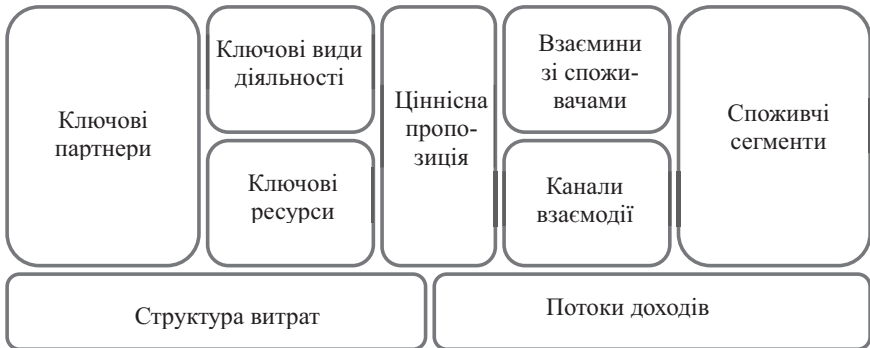 Ключові
партнери
Ключові види
діяльності
Ключові
ресурси
Ціннісна
пропо-
зиція
Взаємини
зі спожи-
вачами
Канали
взаємодії
Споживчі
сегменти
Структура витрат
Потоки доходів